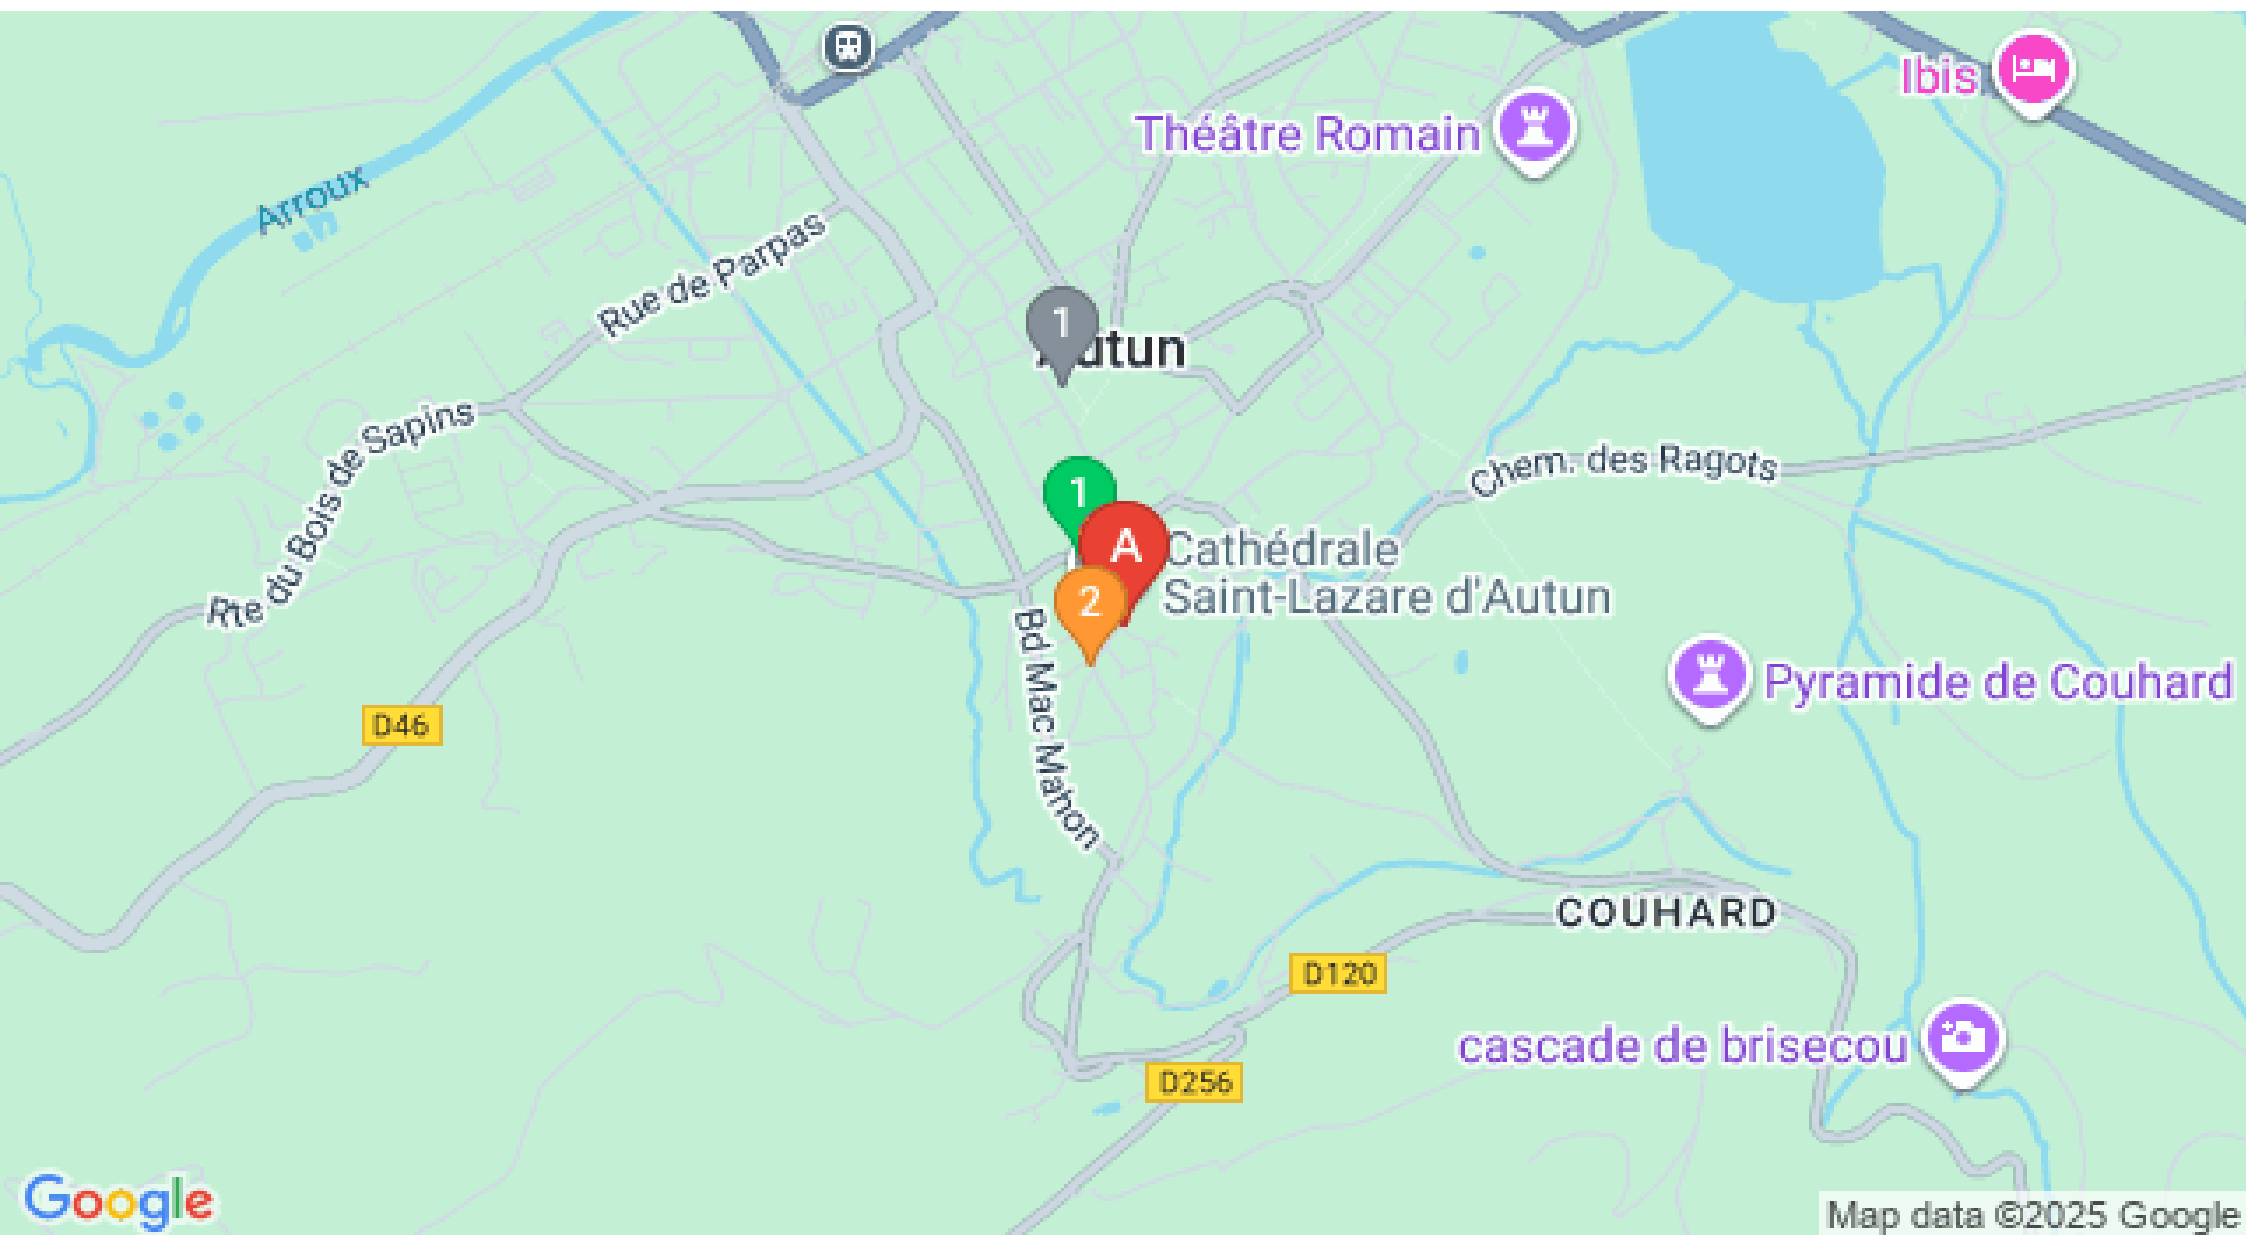 Ibis
Théâtre Romain
Arroux
Rue de Parpas
1
Autun
Rte du Bois de Sapins
Chem. des Ragots
1
A
Cathédrale
Saint-Lazare d'Autun
2
Bd Mac Mahon
Pyramide de Couhard
D46
COUHARD
D120
cascade de brisecou
D256
Google
Map data ©2025 Google